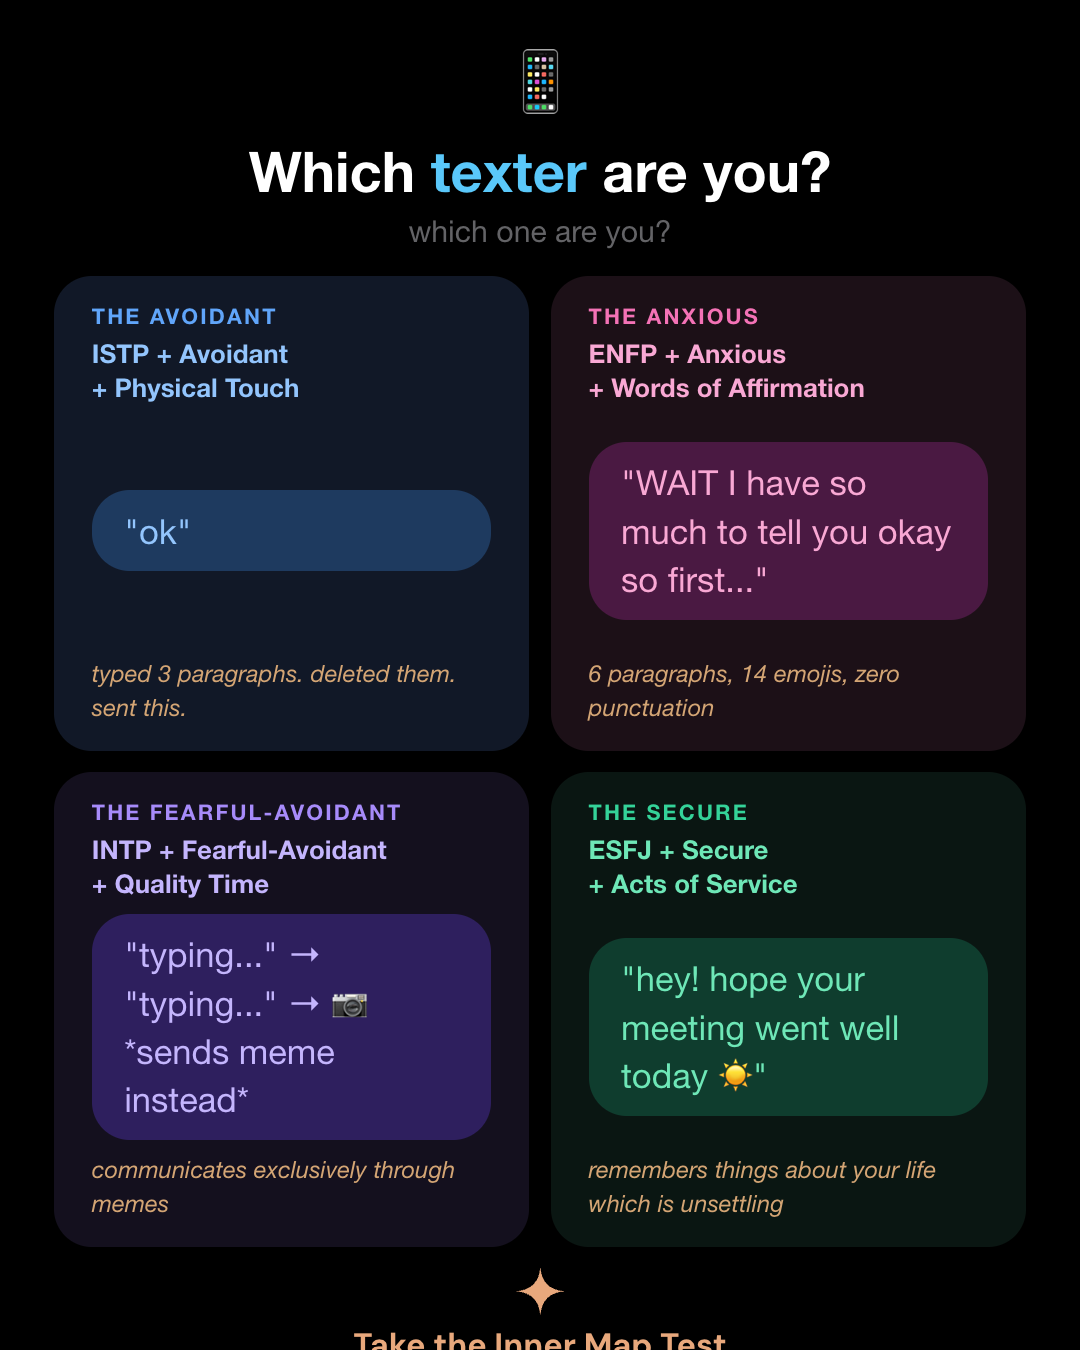 Which texter are you?
which one are you?
THE AVOIDANT
ISTP + Avoidant
+ Physical Touch
"ok"
typed 3 paragraphs. deleted them.
sent this.
THE ANXIOUS
ENFP + Anxious
+ Words of Affirmation
"WAIT I have so
much to tell you okay
so first..."
6 paragraphs, 14 emojis, zero
punctuation
THE FEARFUL-AVOIDANT
INTP + Fearful-Avoidant
+ Quality Time
"typing..." →
"typing..." → 📷
*sends meme
instead*
communicates exclusively through
memes
THE SECURE
ESFJ + Secure
+ Acts of Service
"hey! hope your
meeting went well
today ☀️"
remembers things about your life
which is unsettling
Take the Inner Map Test